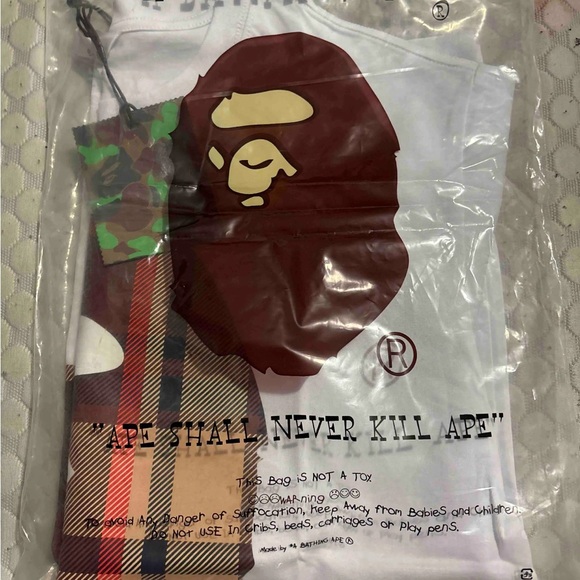 ®
®
"APE SHALL NEVER KILL APE"
THis BAg is NOT A TOY
WARNING
To avoid Any Danger of Suffocation, Keep Away from Babies and Children.
DO NOT USE In Cribs, beds, carriages or Play pens.
Made by *A BATHING APE®